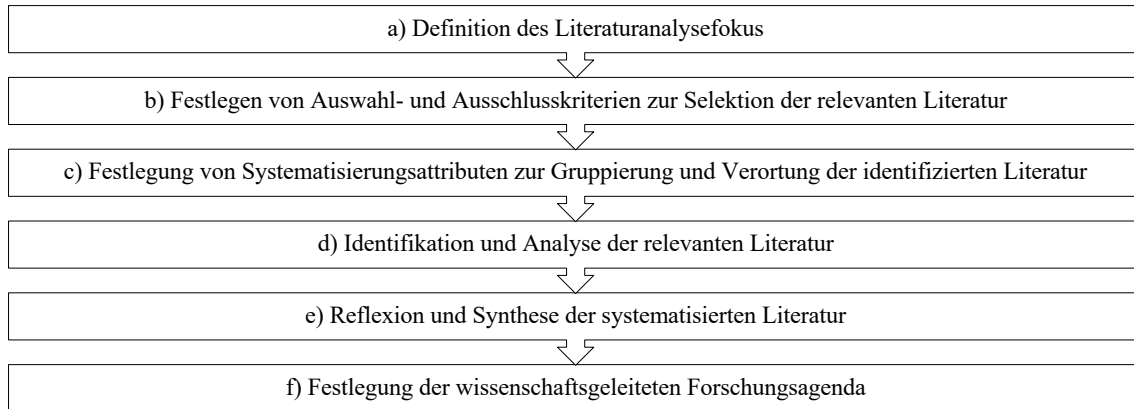 a) Definition des Literaturanalysefokus
b) Festlegen von Auswahl- und Ausschlusskriterien zur Selektion der relevanten Literatur
c) Festlegung von Systematisierungsattributen zur Gruppierung und Verortung der identifizierten Literatur
d) Identifikation und Analyse der relevanten Literatur
e) Reflexion und Synthese der systematisierten Literatur
f) Festlegung der wissenschaftsgeleiteten Forschungsagenda